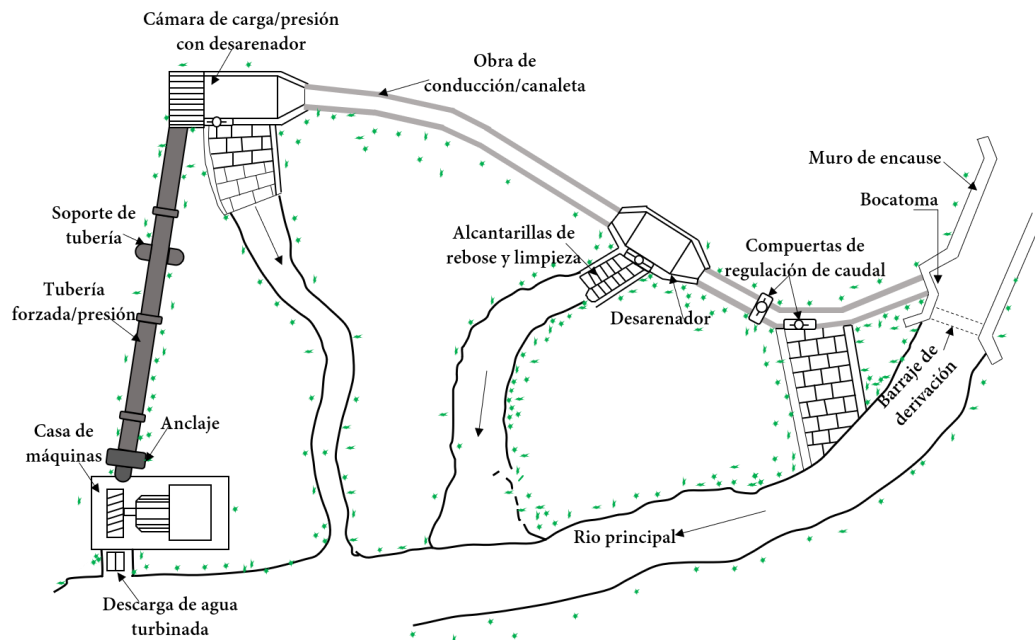 Cámara de carga/presión
con desarenador
Obra de
conducción/canaleta
Muro de encause
Bocatoma
Soporte de
tubería
Alcantarillas de
rebose y limpieza
Compuertas de
regulación de caudal
Tubería
forzada/presión
Desarenador
Barraje de
derivación
Casa de
máquinas
Anclaje
Rio principal
Descarga de agua
turbinada